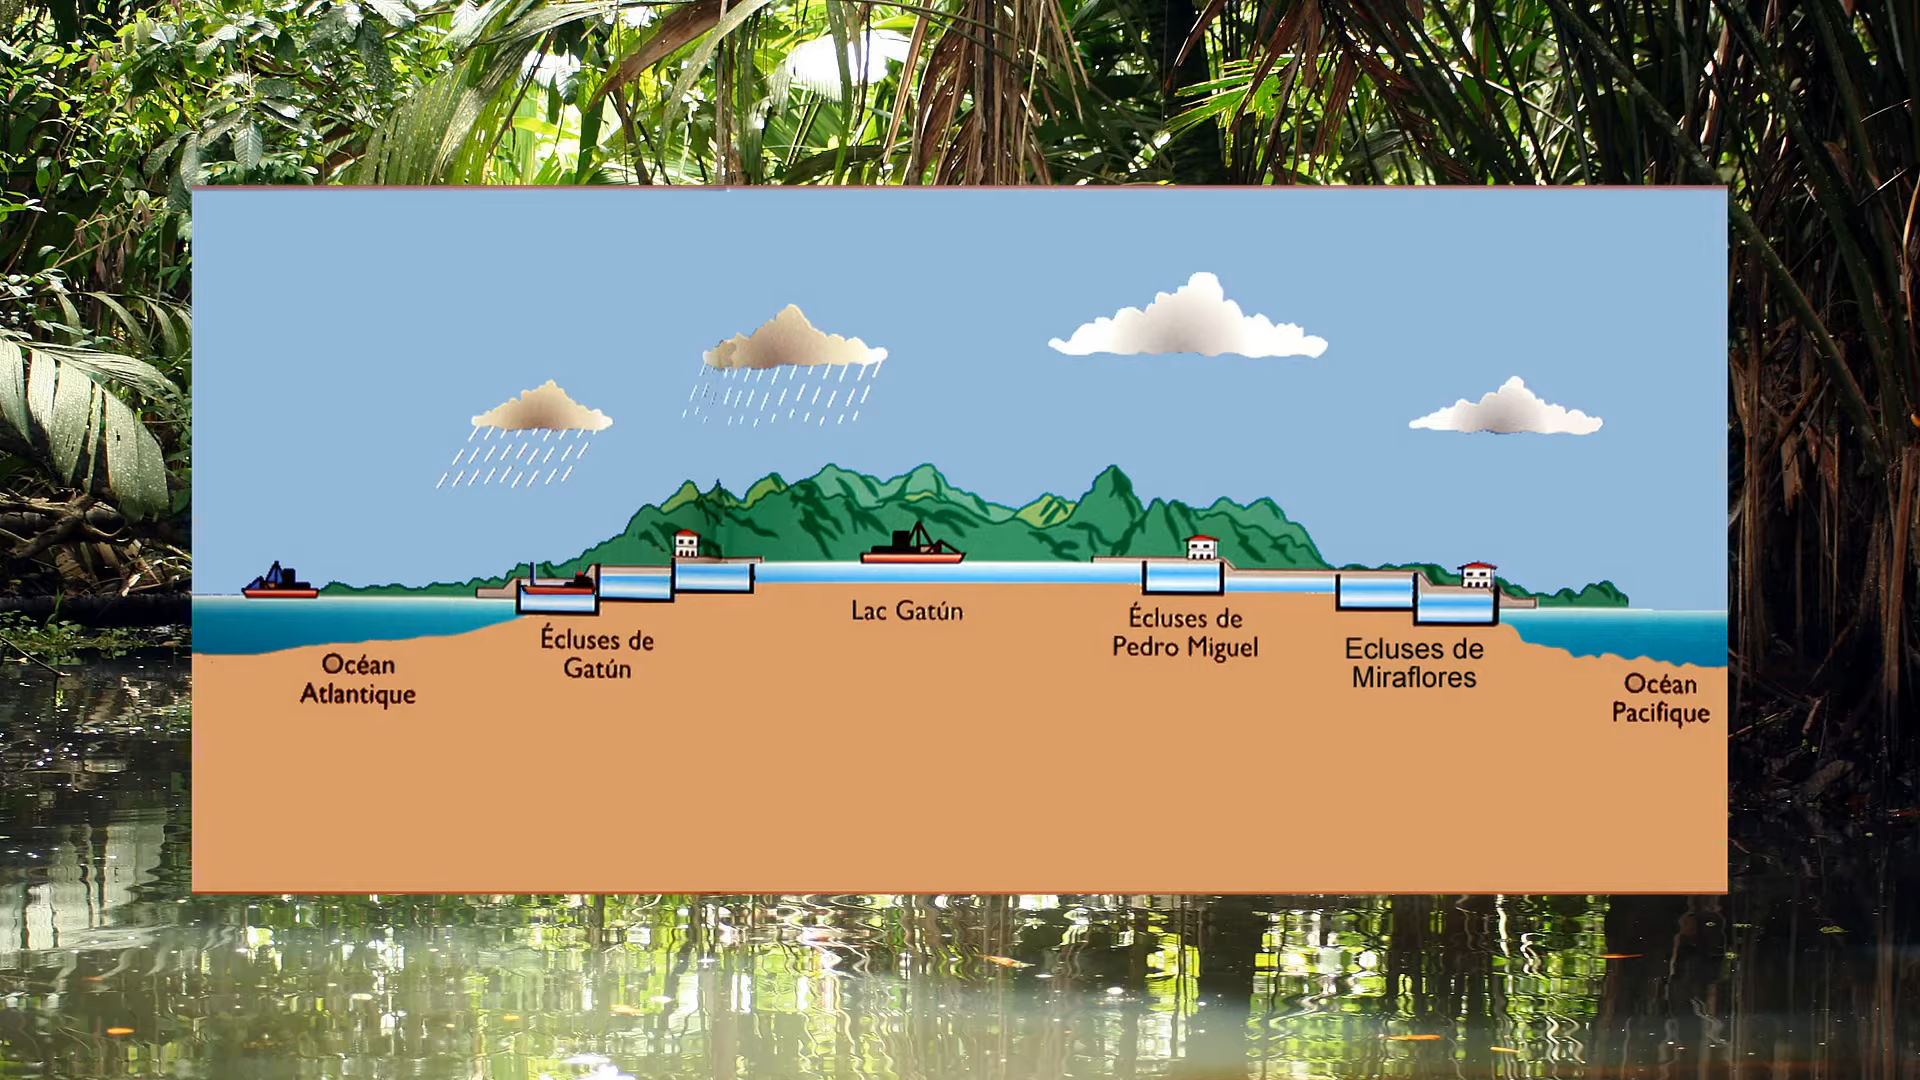 Océan
Atlantique
Écluses de
Gatún
Lac Gatún
Écluses de
Pedro Miguel
Ecluses de
Miraflores
Océan
Pacifique